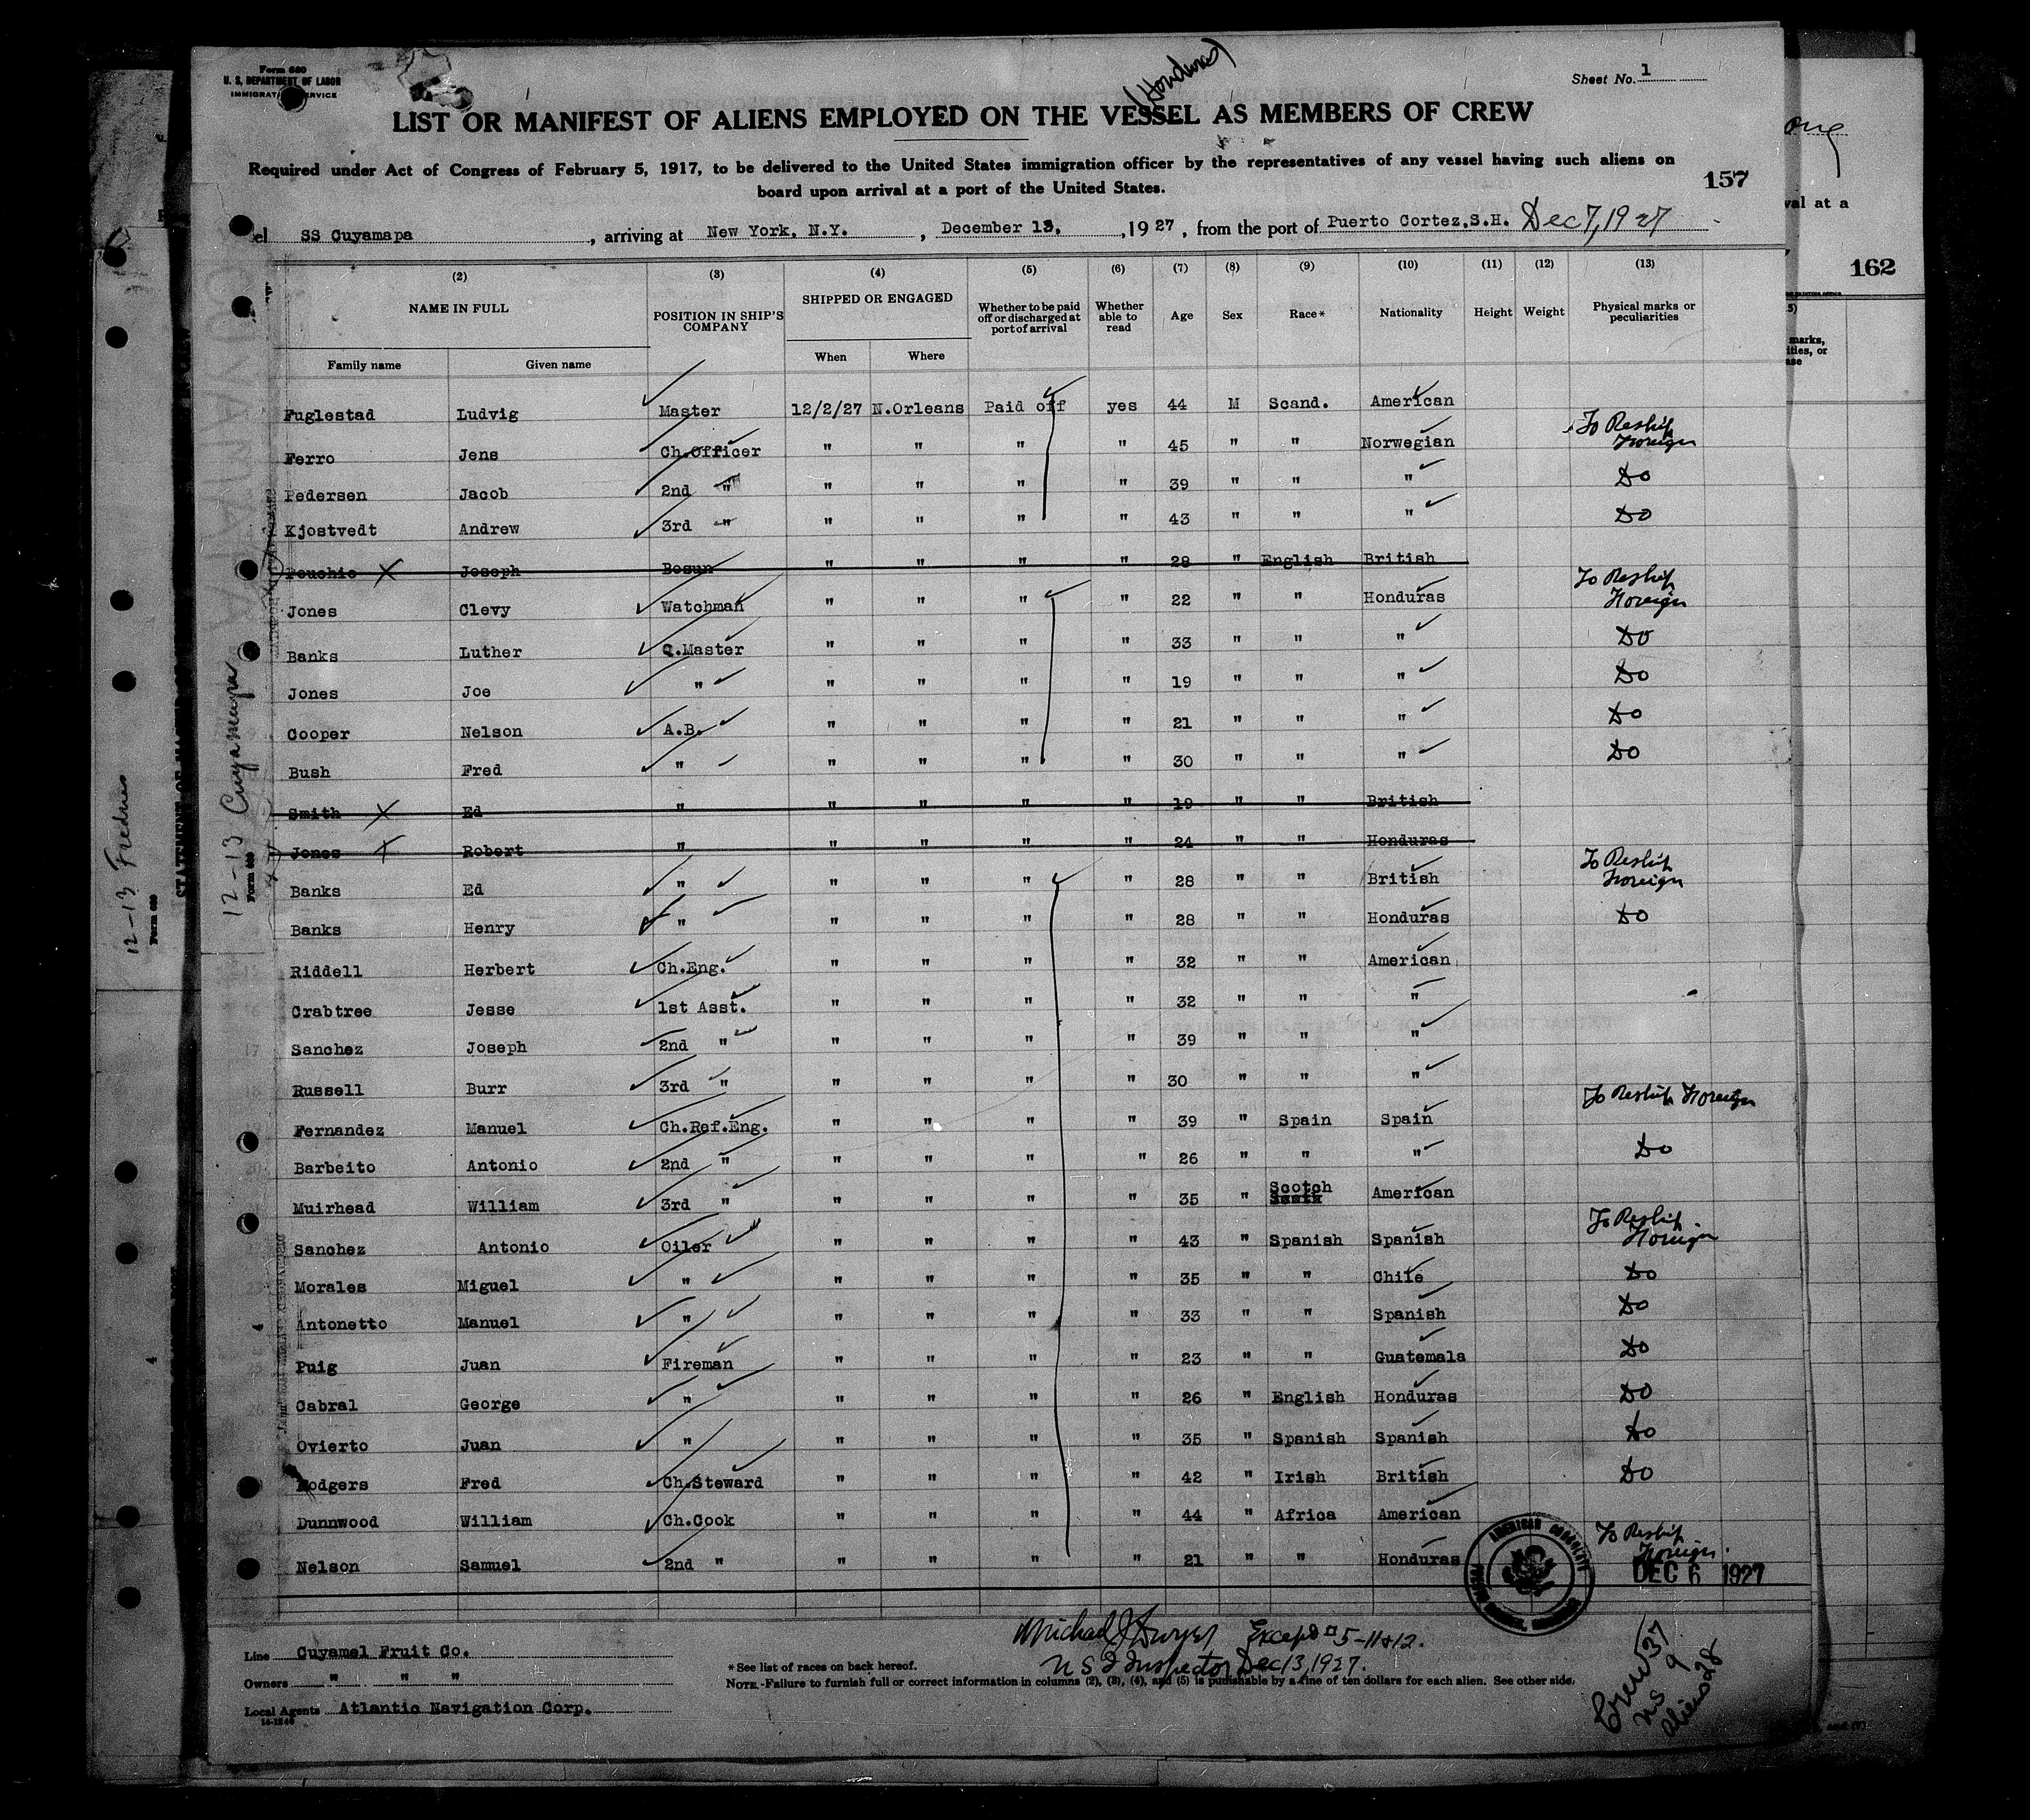 Form 680
U. S. DEPARTMENT OF LABOR
IMMIGRATION SERVICE
(Honduras)
Sheet No. 1
LIST OR MANIFEST OF ALIENS EMPLOYED ON THE VESSEL AS MEMBERS OF CREW
Required under Act of Congress of February 5, 1917, to be delivered to the United States immigration officer by the representatives of any vessel having such aliens on
board upon arrival at a port of the United States.
157
el SS Cuyamapa, arriving at New York, N.Y., December 13, 1927, from the port of Puerto Cortez,S.H. Dec 7, 1927
(2) (3) (4) (5) (6) (7) (8) (9) (10) (11) (12) (13)
NAME IN FULL POSITION IN SHIP'S COMPANY SHIPPED OR ENGAGED Whether to be paid off or discharged at port of arrival Whether able to read Age Sex Race* Nationality Height Weight Physical marks or peculiarities
Family name Given name When Where
Fuglestad Ludvig Master 12/2/27 N.Orleans Paid off yes 44 M Scand. American
Ferro Jens Ch.Officer " " " " 45 " " Norwegian To Reship Foreign
Pedersen Jacob 2nd " " " " " 39 " " " Do
Kjostvedt Andrew 3rd " " " " " 43 " " " Do
Pouchie X Joseph Bosun " " " " 28 " English British
Jones Clevy Watchman " " " " 22 " " Honduras To Reship Foreign
Banks Luther Q.Master " " " " 33 " " " Do
Jones Joe " " " " " 19 " " " Do
Cooper Nelson A.B. " " " " 21 " " " Do
Bush Fred " " " " " 30 " " " Do
Smith X Ed " " " " " 19 " " British
Jones X Robert " " " " " 24 " " Honduras
Banks Ed " " " " " 28 " " British To Reship Foreign
Banks Henry " " " " " 28 " " Honduras Do
Riddell Herbert Ch.Eng. " " " " 32 " " American
Crabtree Jesse 1st Asst. " " " " 32 " " "
Sanchez Joseph 2nd " " " " " 39 " " "
Russell Burr 3rd " " " " " 30 " " "
Fernandez Manuel Ch.Ref.Eng. " " " " 39 " Spain Spain To Reship Foreign
Barbeito Antonio 2nd " " " " " 26 " " " Do
Muirhead William 3rd " " " " " 35 " Scotch American
Sanchez Antonio Oiler " " " " 43 " Spanish Spanish To Reship Foreign
Morales Miguel " " " " " 35 " " Chile Do
Antonetto Manuel " " " " " 33 " " Spanish Do
Puig Juan Fireman " " " " 23 " " Guatemala Do
Cabral George " " " " " 26 " English Honduras Do
Ovierto Juan " " " " " 35 " Spanish Spanish Do
Rodgers Fred Ch.Steward " " " " 42 " Irish British Do
Dunnwood William Ch.Cook " " " " 44 " Africa American
Nelson Samuel 2nd " " " " " 21 " " Honduras To Reship Foreign
AMERICAN CONSULATE
DEC 6 1927
Line Cuyamel Fruit Co.
Owners " " "
Local Agents Atlantic Navigation Corp.
14-1240
Michael J Dwyer Except # 5-11&12.
U S I Inspector Dec 13, 1927.
*See list of races on back hereof.
NOTE.-Failure to furnish full or correct information in columns (2), (3), (4), and (5) is punishable by a fine of ten dollars for each alien. See other side.
Crew 37
US 9
Aliens 28
12-13 Cuyamapa
Form 680
12-13
Form 680
4
4
val at a
162
marks,
ities, or
ase